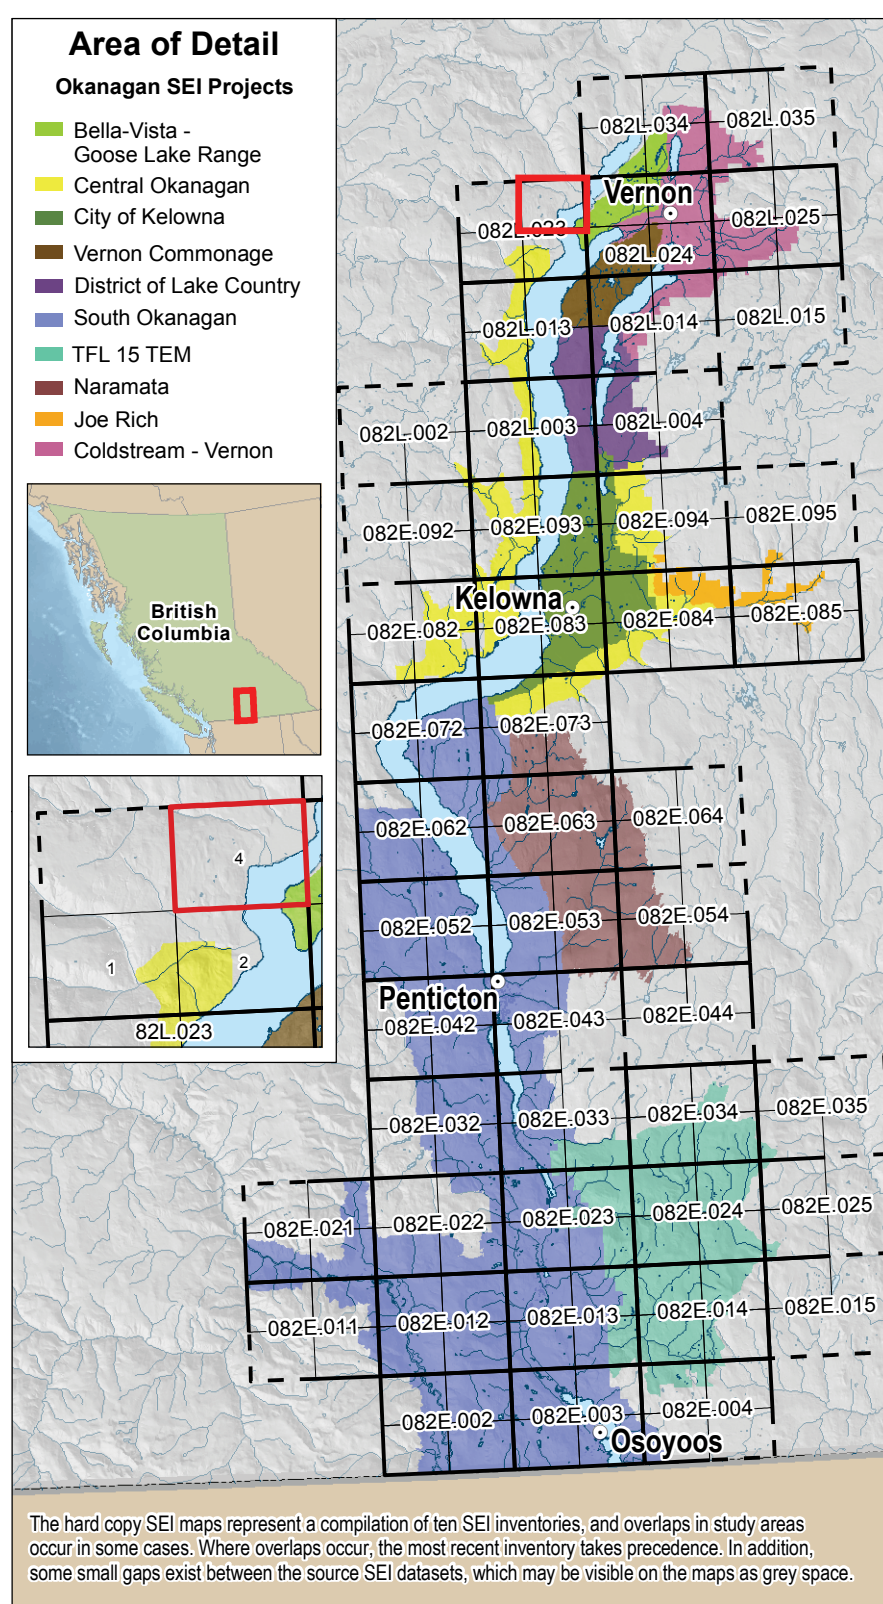 Area of Detail
Okanagan SEI Projects
Bella-Vista -
Goose Lake Range
Central Okanagan
City of Kelowna
Vernon Commonage
District of Lake Country
South Okanagan
TFL 15 TEM
Naramata
Joe Rich
Coldstream - Vernon
British
Columbia
4
1
2
82L.023
082L.034
082L.035
Vernon
082L.023
082L.025
082L.024
082L.013
082L.014
082L.015
082L.002
082L.003
082L.004
082E.092
082E.093
082E.094
082E.095
Kelowna
082E.082
082E.083
082E.084
082E.085
082E.072
082E.073
082E.062
082E.063
082E.064
082E.052
082E.053
082E.054
Penticton
082E.042
082E.043
082E.044
082E.032
082E.033
082E.034
082E.035
082E.021
082E.022
082E.023
082E.024
082E.025
082E.011
082E.012
082E.013
082E.014
082E.015
082E.002
082E.003
082E.004
Osoyoos
The hard copy SEI maps represent a compilation of ten SEI inventories, and overlaps in study areas
occur in some cases. Where overlaps occur, the most recent inventory takes precedence. In addition,
some small gaps exist between the source SEI datasets, which may be visible on the maps as grey space.